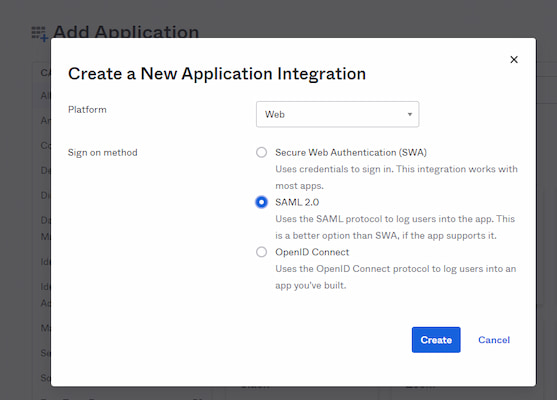 Add Application
Create a New Application Integration
Platform
Web
Sign on method
Secure Web Authentication (SWA)
Uses credentials to sign in. This integration works with
most apps.
SAML 2.0
Uses the SAML protocol to log users into the app. This
is a better option than SWA, if the app supports it.
OpenID Connect
Uses the OpenID Connect protocol to log users into an
app you've built.
Create
Cancel